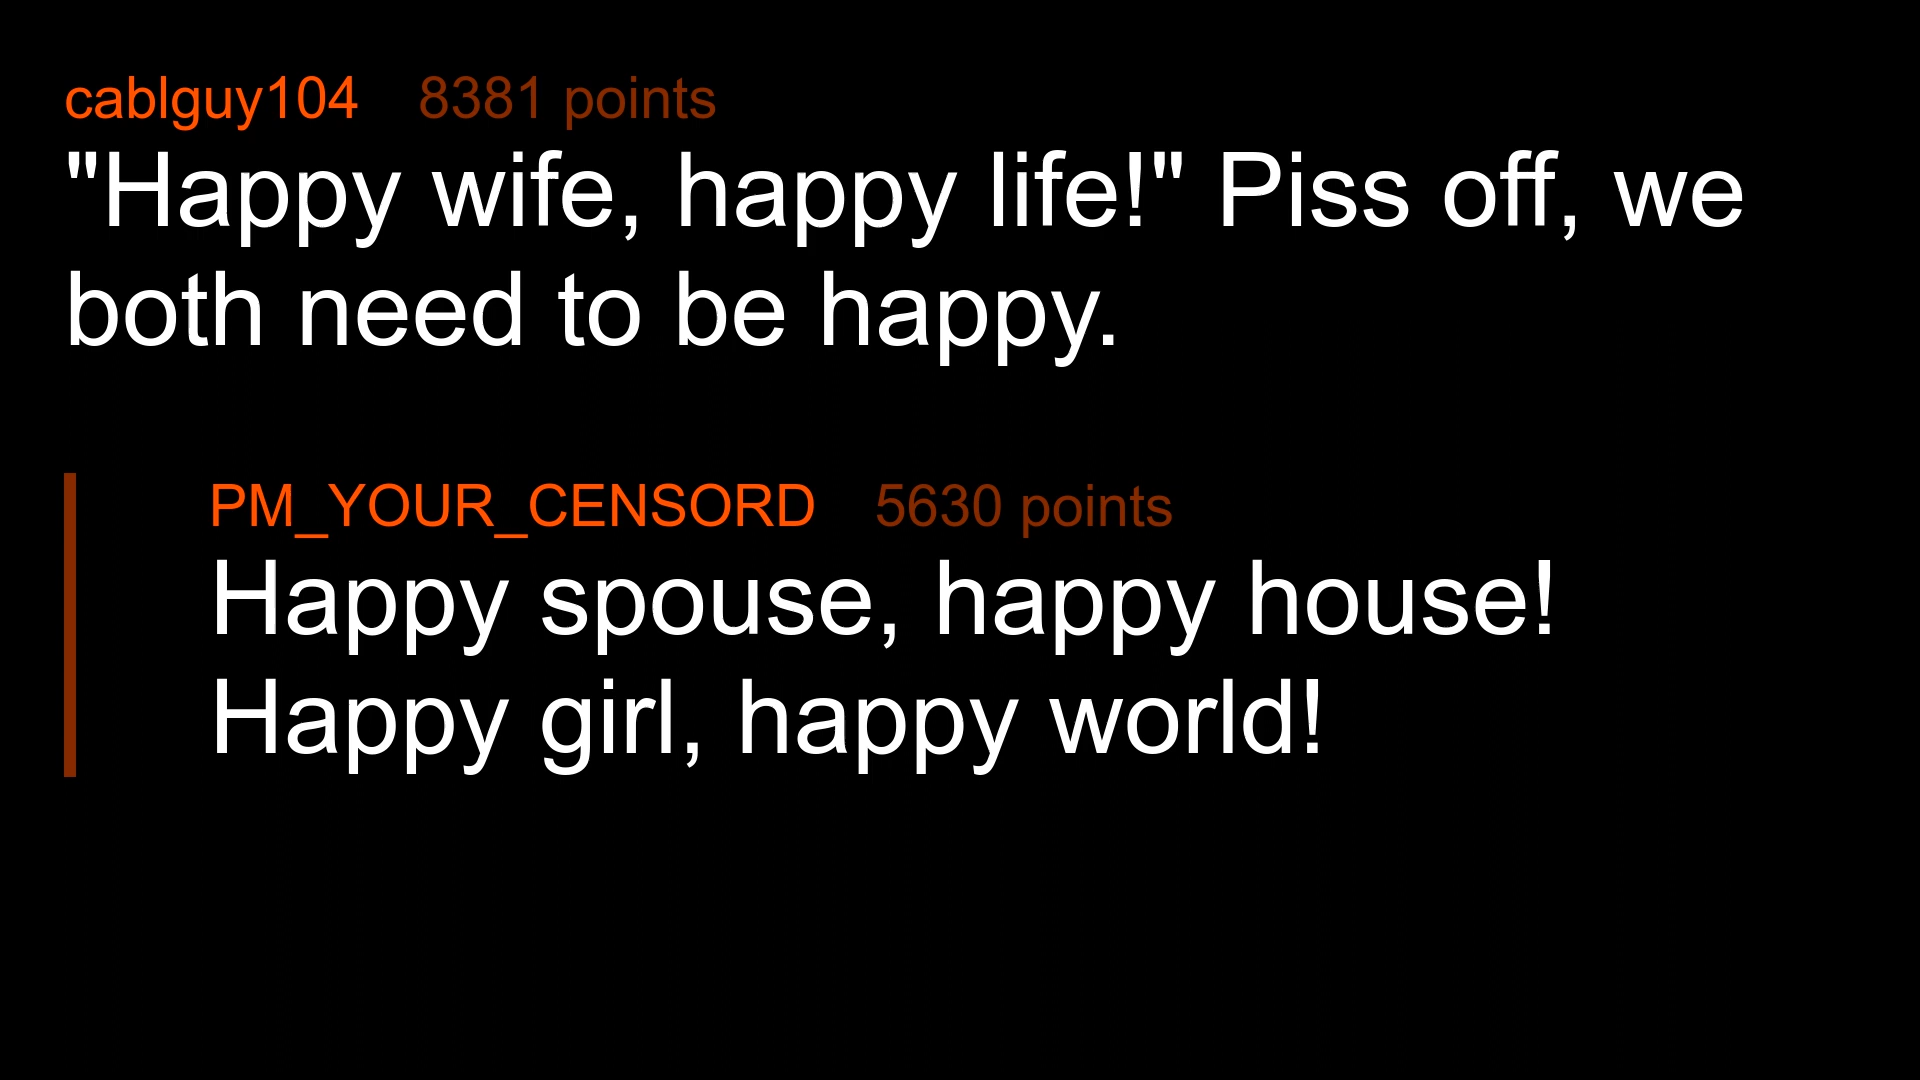 cablguy104 8381 points
"Happy wife, happy life!" Piss off, we
both need to be happy.
PM_YOUR_CENSORD 5630 points
Happy spouse, happy house!
Happy girl, happy world!